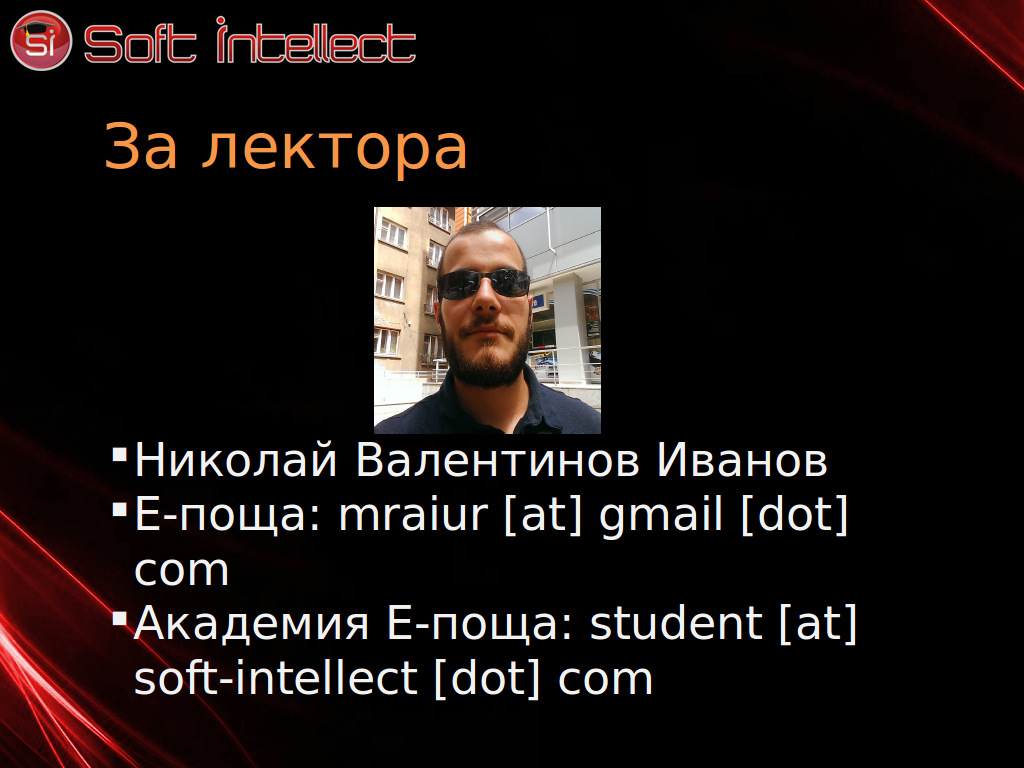 Si
Soft Intellect
За лектора
Николай Валентинов Иванов
Е-поща: mraiur [at] gmail [dot]
com
Академия Е-поща: student [at]
soft-intellect [dot] com